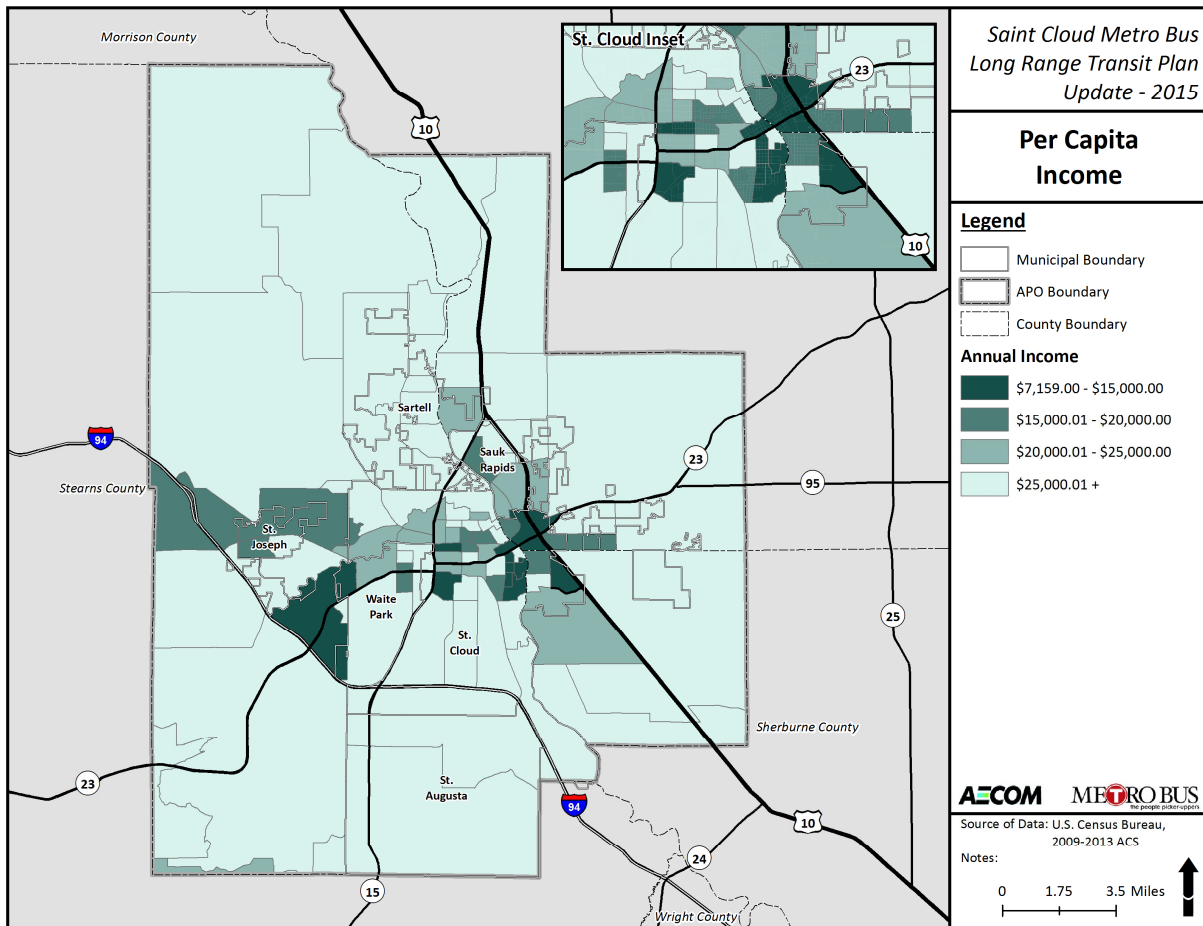 Morrison County
St. Cloud Inset
23
10
10
Sartell
Sauk
Rapids
94
Stearns County
23
95
St.
Joseph
Waite
Park
St.
Cloud
25
Sherburne County
23
St.
Augusta
94
10
24
15
Wright County
Saint Cloud Metro Bus
Long Range Transit Plan
Update - 2015
Per Capita
Income
Legend
Municipal Boundary
APO Boundary
County Boundary
Annual Income
$7,159.00 - $15,000.00
$15,000.01 - $20,000.00
$20,000.01 - $25,000.00
$25,000.01 +
AECOM
METRO BUS
the people picker-uppers
Source of Data: U.S. Census Bureau,
2009-2013 ACS
Notes:
0 1.75 3.5 Miles